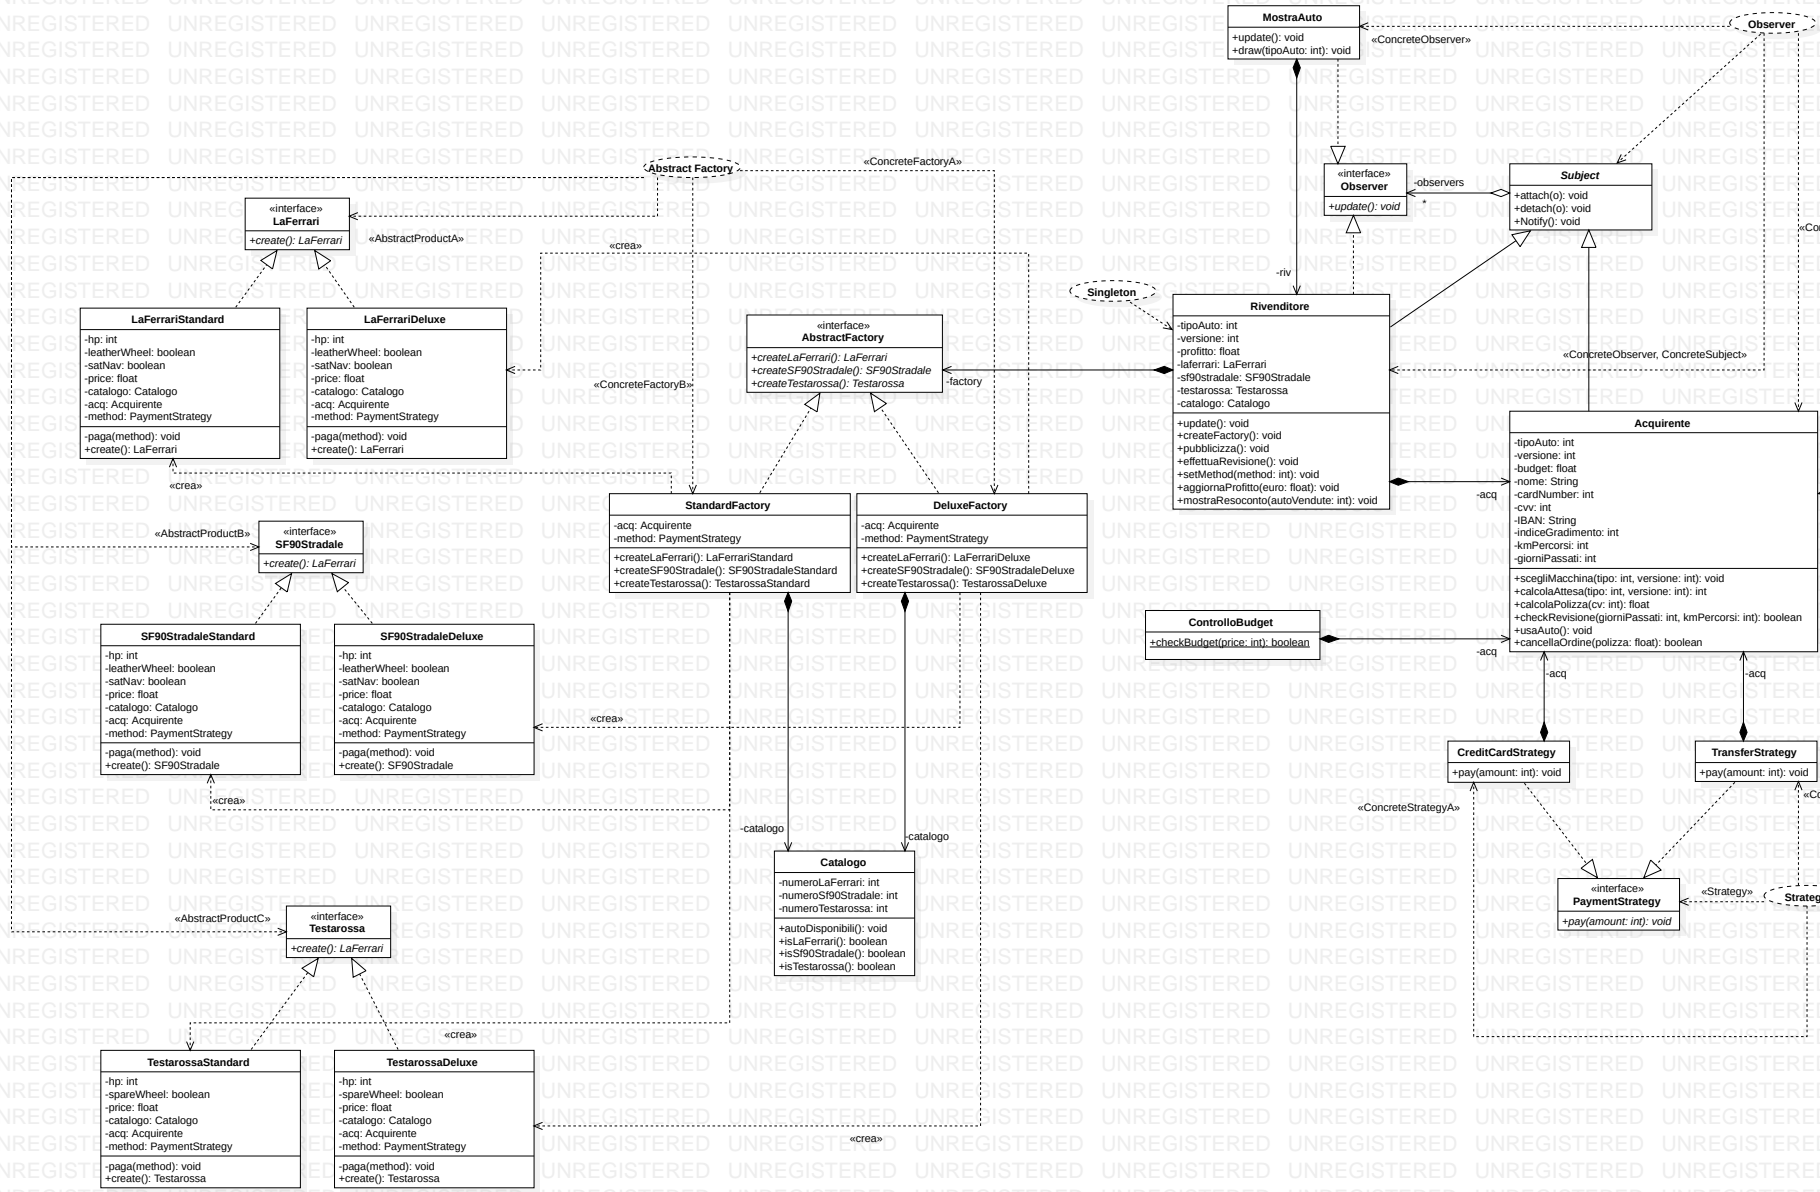 MostraAuto
+update(): void
+draw(tipoAuto: int): void
«ConcreteObserver»
Observer
Abstract Factory
«ConcreteFactoryA»
«interface»
LaFerrari
+create(): LaFerrari
«AbstractProductA»
«crea»
«interface»
Observer
+update(): void
-observers
*
Subject
+attach(o): void
+detach(o): void
+Notify(): void
-riv
Singleton
LaFerrariStandard
-hp: int
-leatherWheel: boolean
-satNav: boolean
-price: float
-catalogo: Catalogo
-acq: Acquirente
-method: PaymentStrategy
-paga(method): void
+create(): LaFerrari
LaFerrariDeluxe
-hp: int
-leatherWheel: boolean
-satNav: boolean
-price: float
-catalogo: Catalogo
-acq: Acquirente
-method: PaymentStrategy
-paga(method): void
+create(): LaFerrari
«crea»
«ConcreteFactoryB»
«interface»
AbstractFactory
+createLaFerrari(): LaFerrari
+createSF90Stradale(): SF90Stradale
+createTestarossa(): Testarossa
-factory
Rivenditore
-tipoAuto: int
-versione: int
-profitto: float
-laferrari: LaFerrari
-sf90stradale: SF90Stradale
-testarossa: Testarossa
-catalogo: Catalogo
+update(): void
+createFactory(): void
+pubblicizza(): void
+effettuaRevisione(): void
+setMethod(method: int): void
+aggiornaProfitto(euro: float): void
+mostraResoconto(autoVendute: int): void
«ConcreteObserver, ConcreteSubject»
-acq
Acquirente
-tipoAuto: int
-versione: int
-budget: float
-nome: String
-cardNumber: int
-cvv: int
-IBAN: String
-indiceGradimento: int
-kmPercorsi: int
-giorniPassati: int
+scegliMacchina(tipo: int, versione: int): void
+calcolaAttesa(tipo: int, versione: int): int
+calcolaPolizza(cv: int): float
+checkRevisione(giorniPassati: int, kmPercorsi: int): boolean
+usaAuto(): void
+cancellaOrdine(polizza: float): boolean
StandardFactory
-acq: Acquirente
-method: PaymentStrategy
+createLaFerrari(): LaFerrariStandard
+createSF90Stradale(): SF90StradaleStandard
+createTestarossa(): TestarossaStandard
DeluxeFactory
-acq: Acquirente
-method: PaymentStrategy
+createLaFerrari(): LaFerrariDeluxe
+createSF90Stradale(): SF90StradaleDeluxe
+createTestarossa(): TestarossaDeluxe
«AbstractProductB»
«interface»
SF90Stradale
+create(): LaFerrari
ControlloBudget
+checkBudget(price: int): boolean
-acq
-acq
-acq
SF90StradaleStandard
-hp: int
-leatherWheel: boolean
-satNav: boolean
-price: float
-catalogo: Catalogo
-acq: Acquirente
-method: PaymentStrategy
-paga(method): void
+create(): SF90Stradale
SF90StradaleDeluxe
-hp: int
-leatherWheel: boolean
-satNav: boolean
-price: float
-catalogo: Catalogo
-acq: Acquirente
-method: PaymentStrategy
-paga(method): void
+create(): SF90Stradale
«crea»
«crea»
CreditCardStrategy
+pay(amount: int): void
TransferStrategy
+pay(amount: int): void
«ConcreteStrategyA»
-catalogo
-catalogo
Catalogo
-numeroLaFerrari: int
-numeroSf90Stradale: int
-numeroTestarossa: int
+autoDisponibili(): void
+isLaFerrari(): boolean
+isSf90Stradale(): boolean
+isTestarossa(): boolean
«interface»
PaymentStrategy
+pay(amount: int): void
«Strategy»
«AbstractProductC»
«interface»
Testarossa
+create(): LaFerrari
«crea»
TestarossaStandard
-hp: int
-spareWheel: boolean
-price: float
-catalogo: Catalogo
-acq: Acquirente
-method: PaymentStrategy
-paga(method): void
+create(): Testarossa
TestarossaDeluxe
-hp: int
-spareWheel: boolean
-price: float
-catalogo: Catalogo
-acq: Acquirente
-method: PaymentStrategy
-paga(method): void
+create(): Testarossa
«crea»